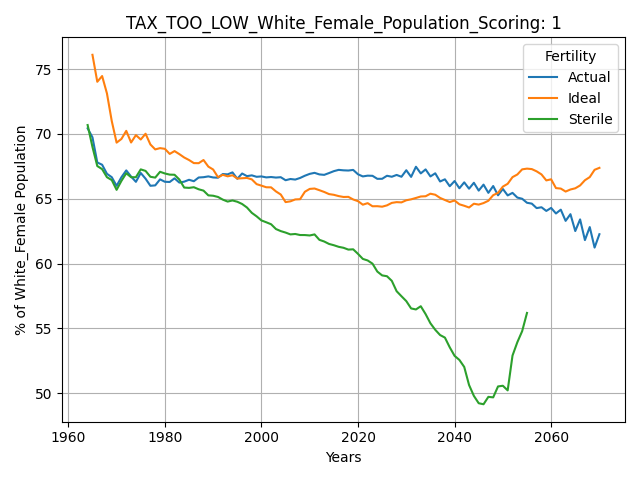 TAX_TOO_LOW_White_Female_Population_Scoring: 1
Fertility
Actual
Ideal
Sterile
% of White_Female Population
75
70
65
60
55
50
1960
1980
2000
2020
2040
2060
Years